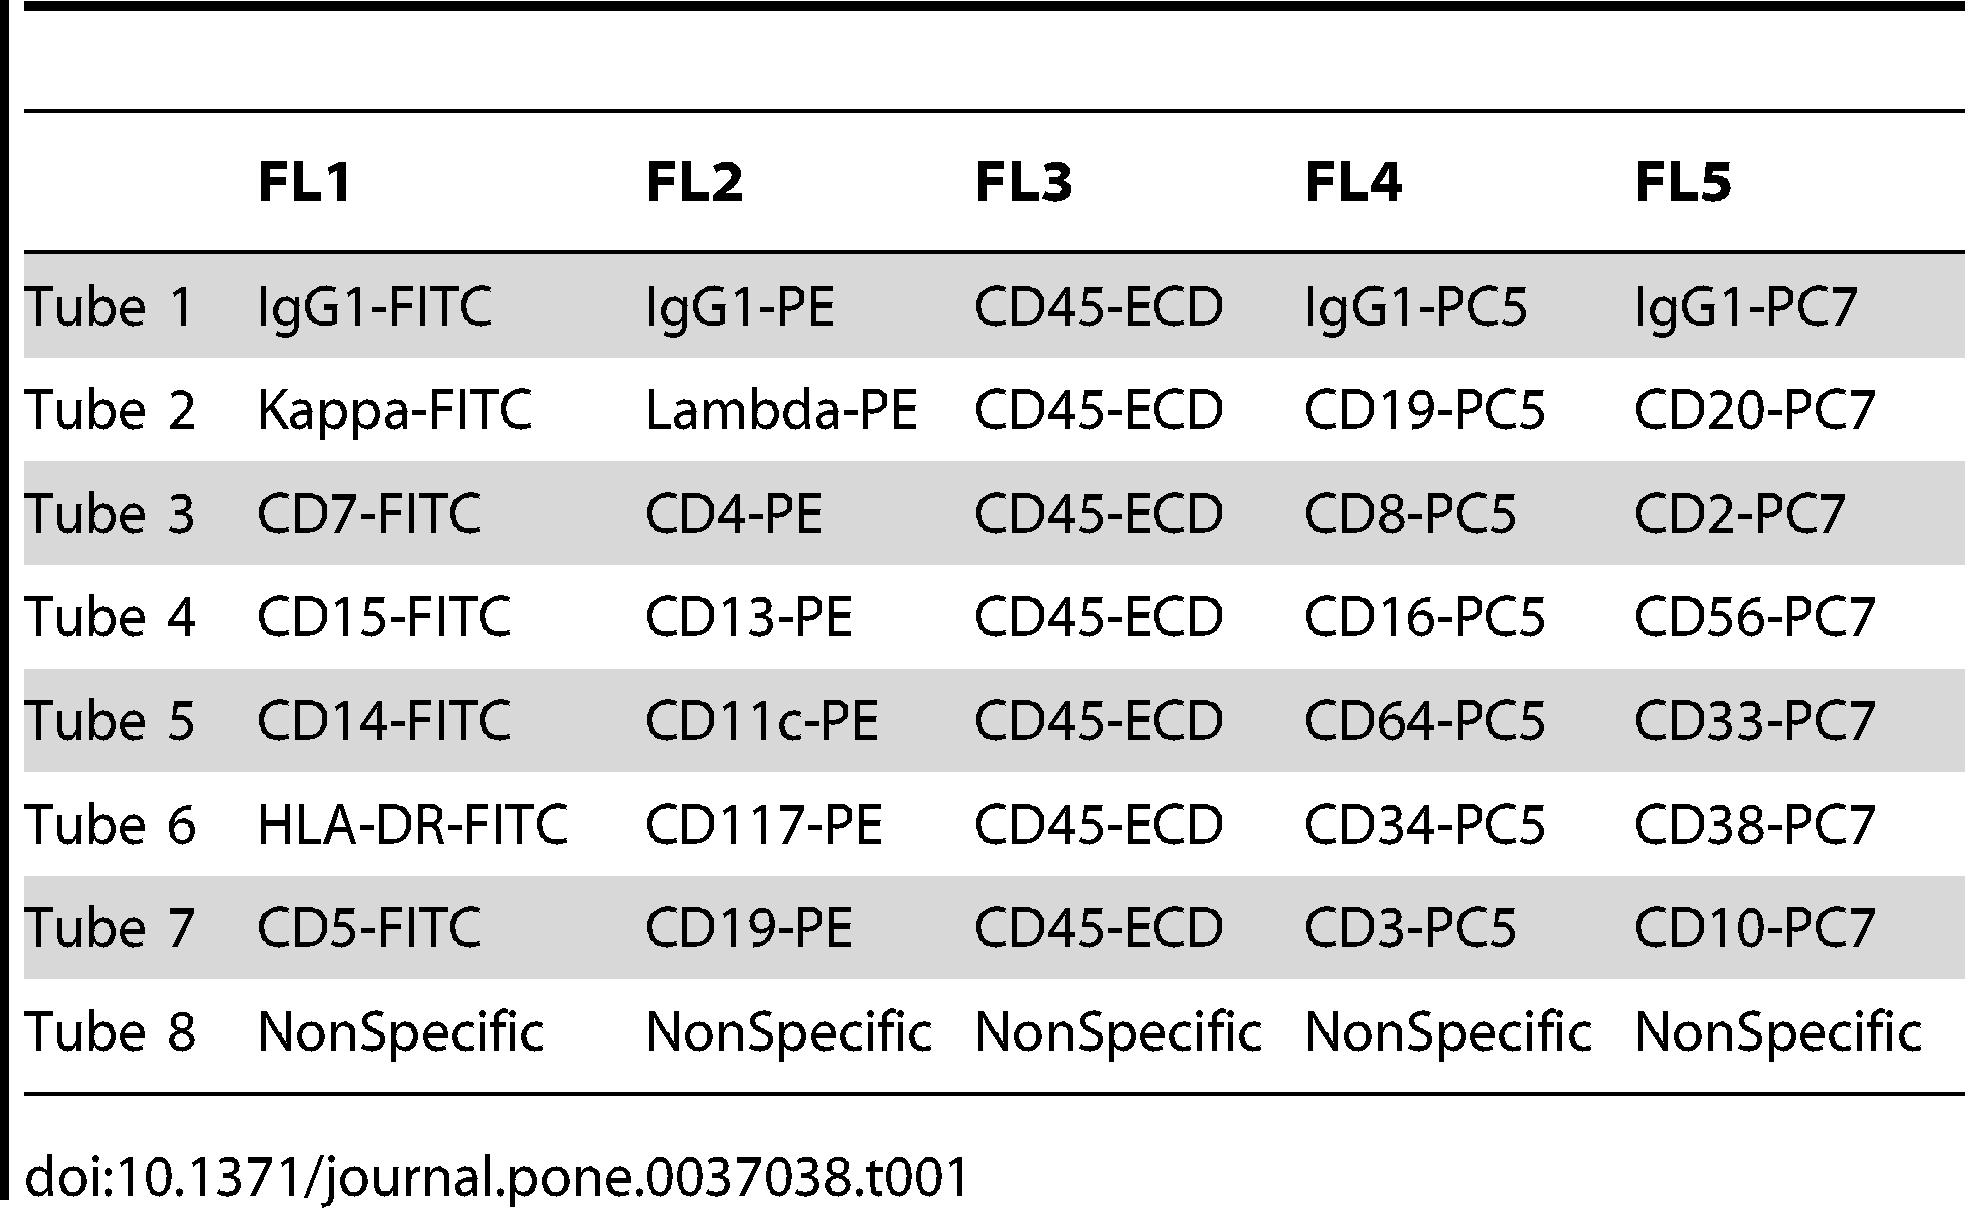 FL1 FL2 FL3 FL4 FL5
Tube 1 IgG1-FITC IgG1-PE CD45-ECD IgG1-PC5 IgG1-PC7
Tube 2 Kappa-FITC Lambda-PE CD45-ECD CD19-PC5 CD20-PC7
Tube 3 CD7-FITC CD4-PE CD45-ECD CD8-PC5 CD2-PC7
Tube 4 CD15-FITC CD13-PE CD45-ECD CD16-PC5 CD56-PC7
Tube 5 CD14-FITC CD11c-PE CD45-ECD CD64-PC5 CD33-PC7
Tube 6 HLA-DR-FITC CD117-PE CD45-ECD CD34-PC5 CD38-PC7
Tube 7 CD5-FITC CD19-PE CD45-ECD CD3-PC5 CD10-PC7
Tube 8 NonSpecific NonSpecific NonSpecific NonSpecific NonSpecific
doi:10.1371/journal.pone.0037038.t001